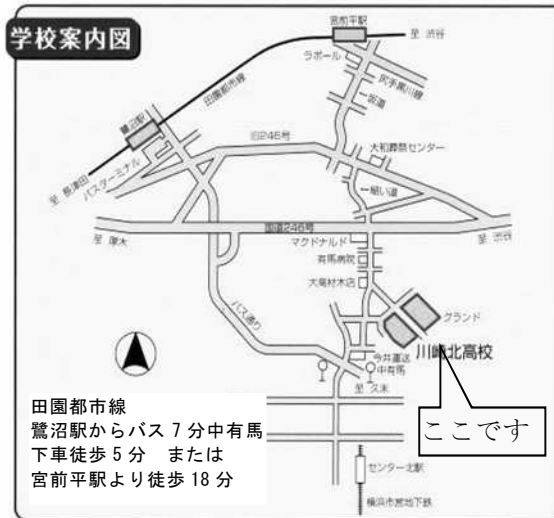 学校案内図
宮前平駅
至 渋谷
ラポール
尻手黒川線
坂道
田園都市線
鷺沼駅
旧246号
大和葬祭センター
バスターミナル
至 長津田
細い道
国道246号
至 厚木
至 渋谷
マクドナルド
有馬病院
大高材木店
グランド
バス通り
川崎北高校
今井運送
中有馬
至 久末
ここです
田園都市線
鷺沼駅からバス7分中有馬
下車徒歩5分 または
宮前平駅より徒歩18分
センター北駅
横浜市営地下鉄